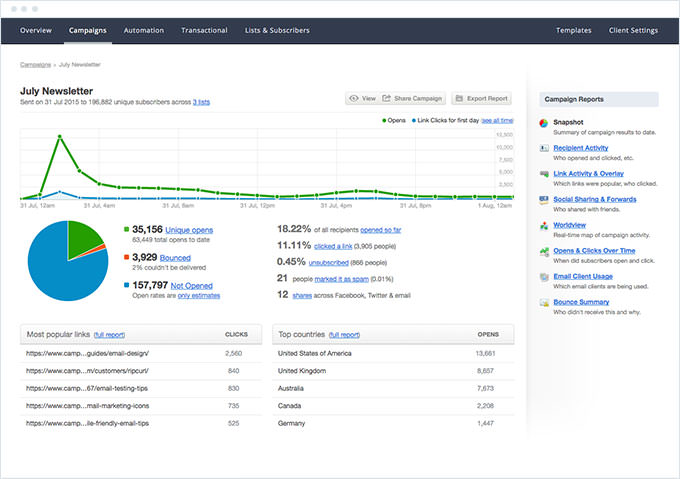 Overview Campaigns Automation Transactional Lists & Subscribers Templates Client Settings
Campaigns » July Newsletter
July Newsletter
Sent on 31 Jul 2015 to 196,882 unique subscribers across 3 lists
View Share Campaign Export Report
Opens Link Clicks for first day (see all time)
12,500
10,000
7,500
5,000
2,500
31 Jul, 12am 31 Jul, 4am 31 Jul, 8am 31 Jul, 12pm 31 Jul, 4pm 31 Jul, 8pm 1 Aug, 12am
35,156 Unique opens
63,449 total opens to date
3,929 Bounced
2% couldn't be delivered
157,797 Not Opened
Open rates are only estimates
18.22% of all recipients opened so far
11.11% clicked a link (3,905 people)
0.45% unsubscribed (866 people)
21 people marked it as spam (0.01%)
12 shares across Facebook, Twitter & email
Most popular links (full report) CLICKS
https://www.camp...guides/email-design/ 2,560
https://www.camp...m/customers/ripcurl/ 840
https://www.camp...67/email-testing-tips 830
https://www.camp...mail-marketing-icons 735
https://www.camp...ile-friendly-email-tips 525
Top countries (full report) OPENS
United States of America 13,661
United Kingdom 8,657
Australia 7,673
Canada 2,208
Germany 1,447
Campaign Reports
Snapshot
Summary of campaign results to date.
Recipient Activity
Who opened and clicked, etc.
Link Activity & Overlay
Which links were popular, who clicked.
Social Sharing & Forwards
Who shared with friends.
Worldview
Real-time map of campaign activity.
Opens & Clicks Over Time
When did subscribers open and click.
Email Client Usage
Which email clients are being used.
Bounce Summary
Who didn't receive this and why.